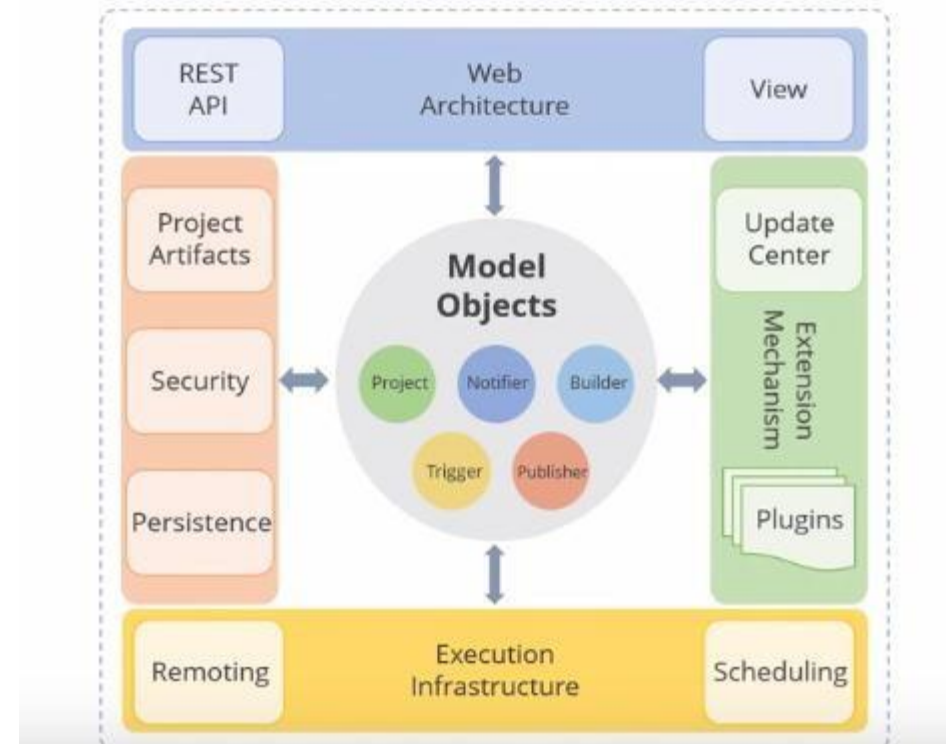 REST
API
Web
Architecture
View
Project
Artifacts
Security
Persistence
Model
Objects
Project
Notifier
Builder
Trigger
Publisher
Update
Center
Extension
Mechanism
Plugins
Remoting
Execution
Infrastructure
Scheduling